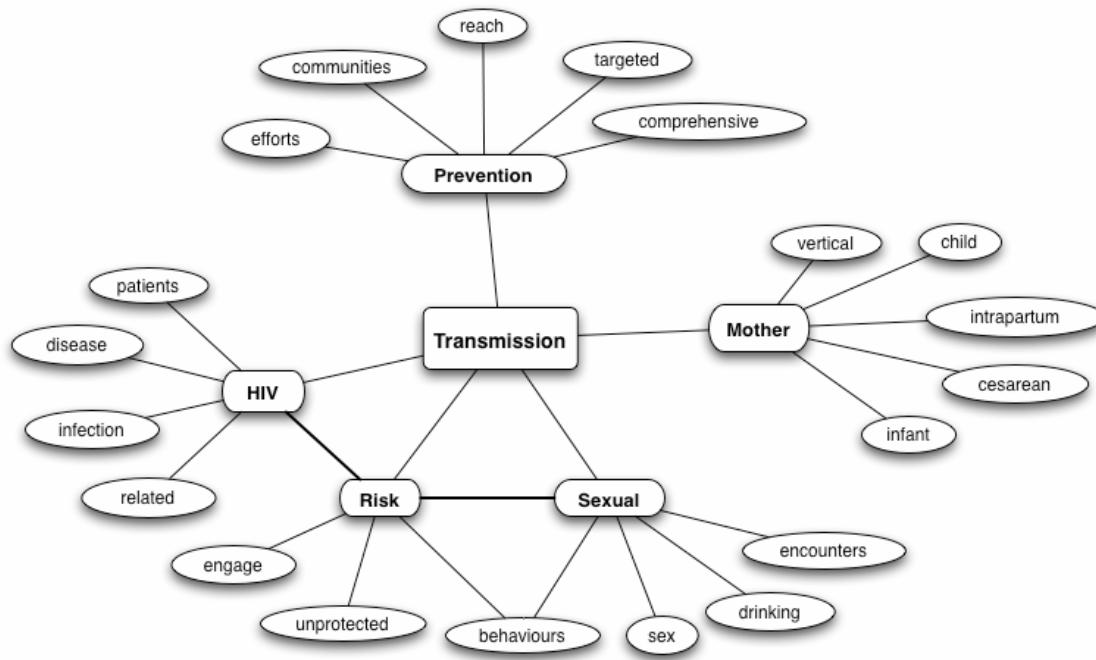 reach
communities
targeted
comprehensive
efforts
Prevention
vertical
child
patients
intrapartum
Mother
Transmission
disease
HIV
cesarean
infection
infant
related
Risk
Sexual
encounters
engage
drinking
unprotected
behaviours
sex